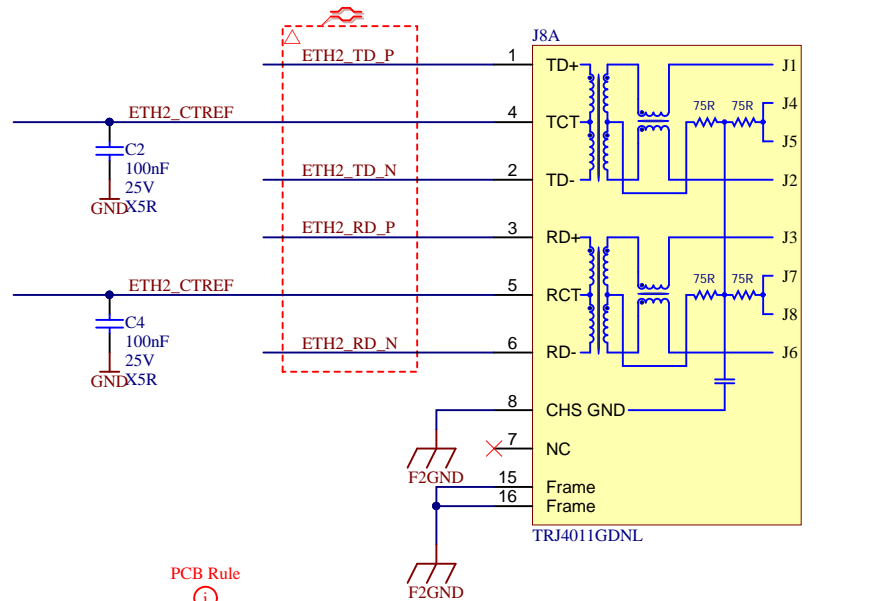 J8A
ETH2_TD_P
1
TD+
J1
ETH2_CTREF
4
TCT
75R
75R
J4
J5
C2
100nF
25V
X5R
GND
ETH2_TD_N
2
TD-
J2
ETH2_RD_P
3
RD+
J3
ETH2_CTREF
5
RCT
75R
75R
J7
J8
C4
100nF
25V
X5R
GND
ETH2_RD_N
6
RD-
J6
8
CHS GND
F2GND
7
NC
15
Frame
16
Frame
TRJ4011GDNL
F2GND
PCB Rule
i